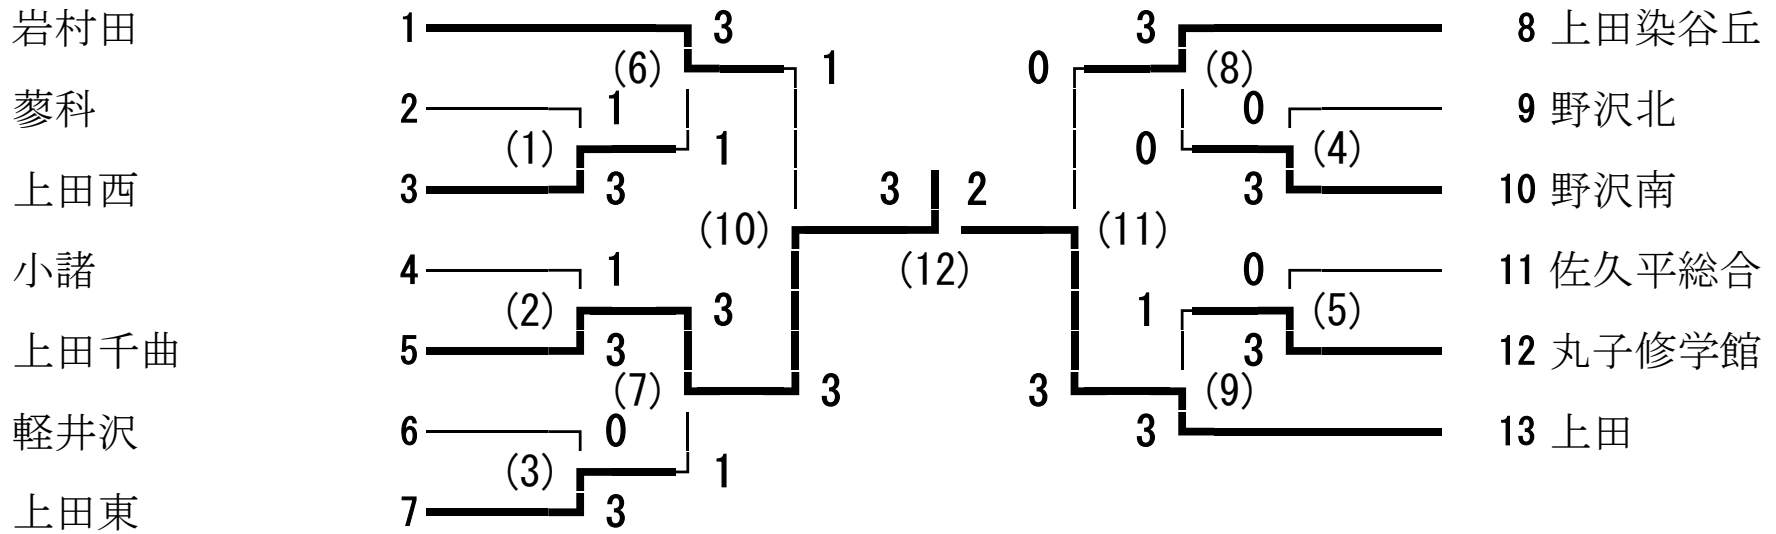 岩村田 1 3 3 8 上田染谷丘
(6) 1 0 (8)
蓼科 2 1 0 9 野沢北
(1) 1 0 (4)
上田西 3 3 3 2 3 10 野沢南
(10) (11)
小諸 4 1 (12) 0 11 佐久平総合
(2) 3 1 (5)
上田千曲 5 3 3 12 丸子修学館
(7) 3 3 (9)
軽井沢 6 0 3 13 上田
(3) 1
上田東 7 3